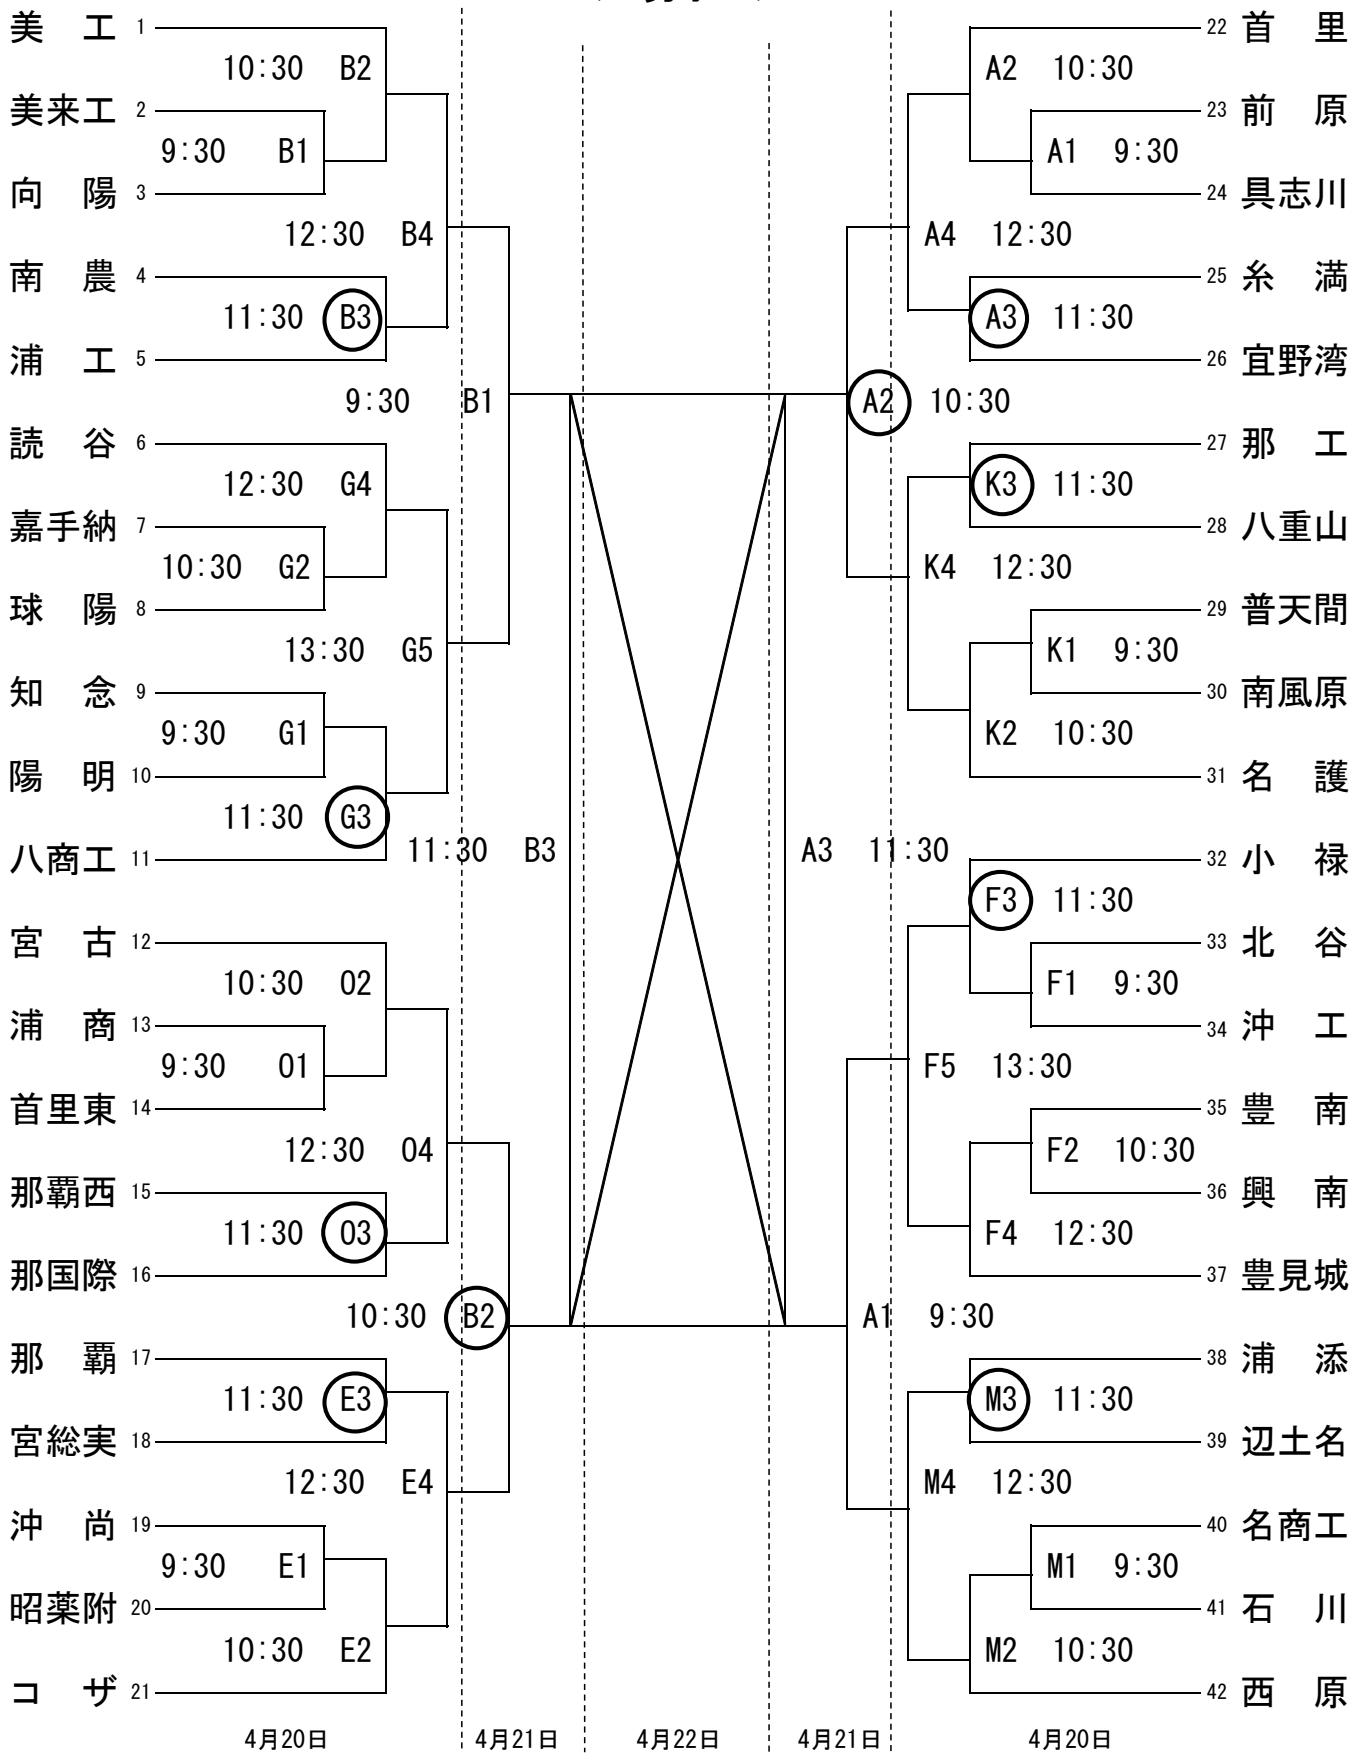 美 工 1
22 首 里
10:30 B2
A2 10:30
美来工 2
23 前 原
9:30 B1
A1 9:30
向 陽 3
24 具志川
12:30 B4
A4 12:30
南 農 4
25 糸 満
11:30 B3
A3 11:30
浦 工 5
26 宜野湾
9:30 B1
A2 10:30
読 谷 6
27 那 工
12:30 G4
K3 11:30
嘉手納 7
28 八重山
10:30 G2
K4 12:30
球 陽 8
29 普天間
13:30 G5
K1 9:30
知 念 9
30 南風原
9:30 G1
K2 10:30
陽 明 10
31 名 護
11:30 G3
11:30 B3
A3 11:30
八商工 11
32 小 禄
F3 11:30
宮 古 12
33 北 谷
10:30 O2
F1 9:30
浦 商 13
34 沖 工
9:30 O1
F5 13:30
首里東 14
35 豊 南
12:30 O4
F2 10:30
那覇西 15
36 興 南
11:30 O3
F4 12:30
那国際 16
37 豊見城
10:30 B2
A1 9:30
那 覇 17
38 浦 添
11:30 E3
M3 11:30
宮総実 18
39 辺土名
12:30 E4
M4 12:30
沖 尚 19
40 名商工
9:30 E1
M1 9:30
昭薬附 20
41 石 川
10:30 E2
M2 10:30
コ ザ 21
42 西 原
4月20日 4月21日 4月22日 4月21日 4月20日